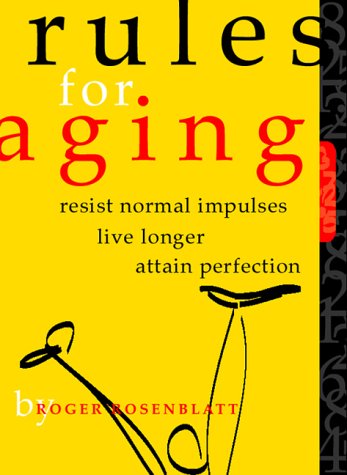 rules
for
aging
resist normal impulses
live longer
attain perfection
by ROGER ROSENBLATT